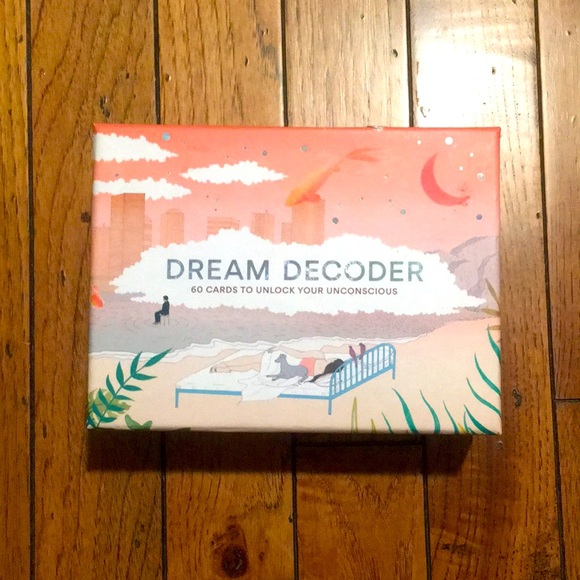 DREAM DECODER
60 CARDS TO UNLOCK YOUR UNCONSCIOUS